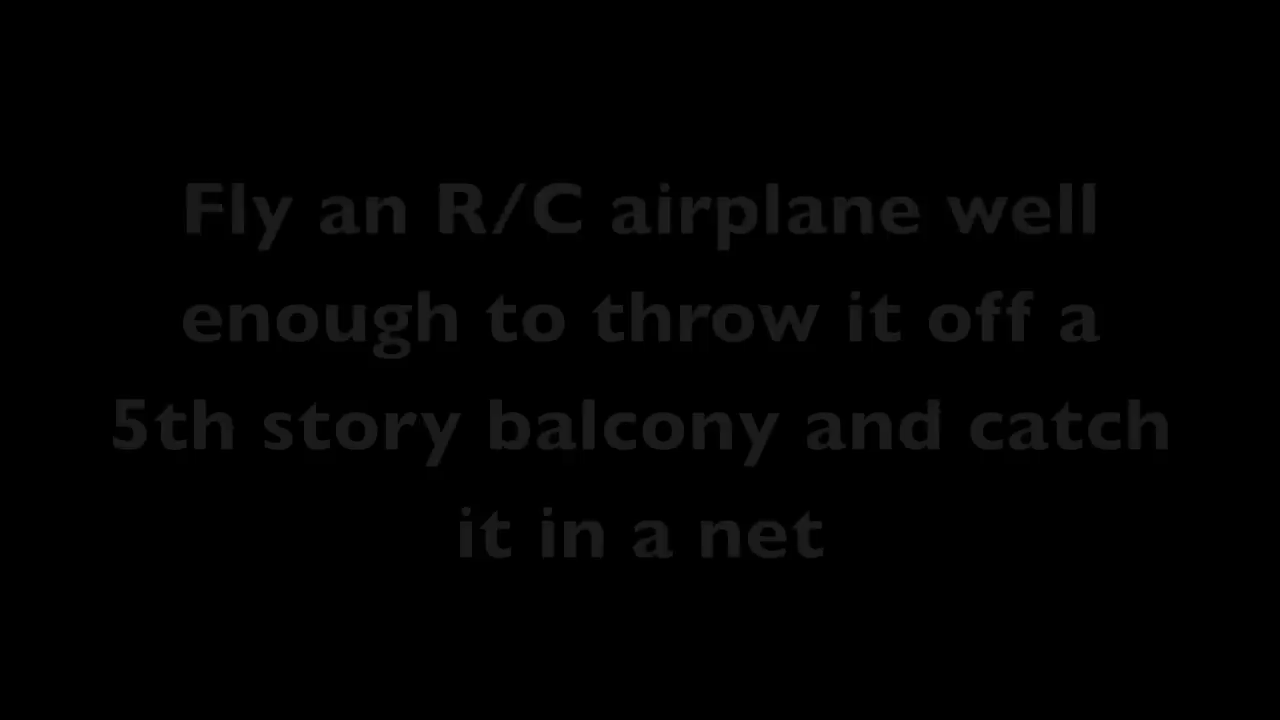 Fly an R/C airplane well
enough to throw it off a
5th story balcony and catch
it in a net